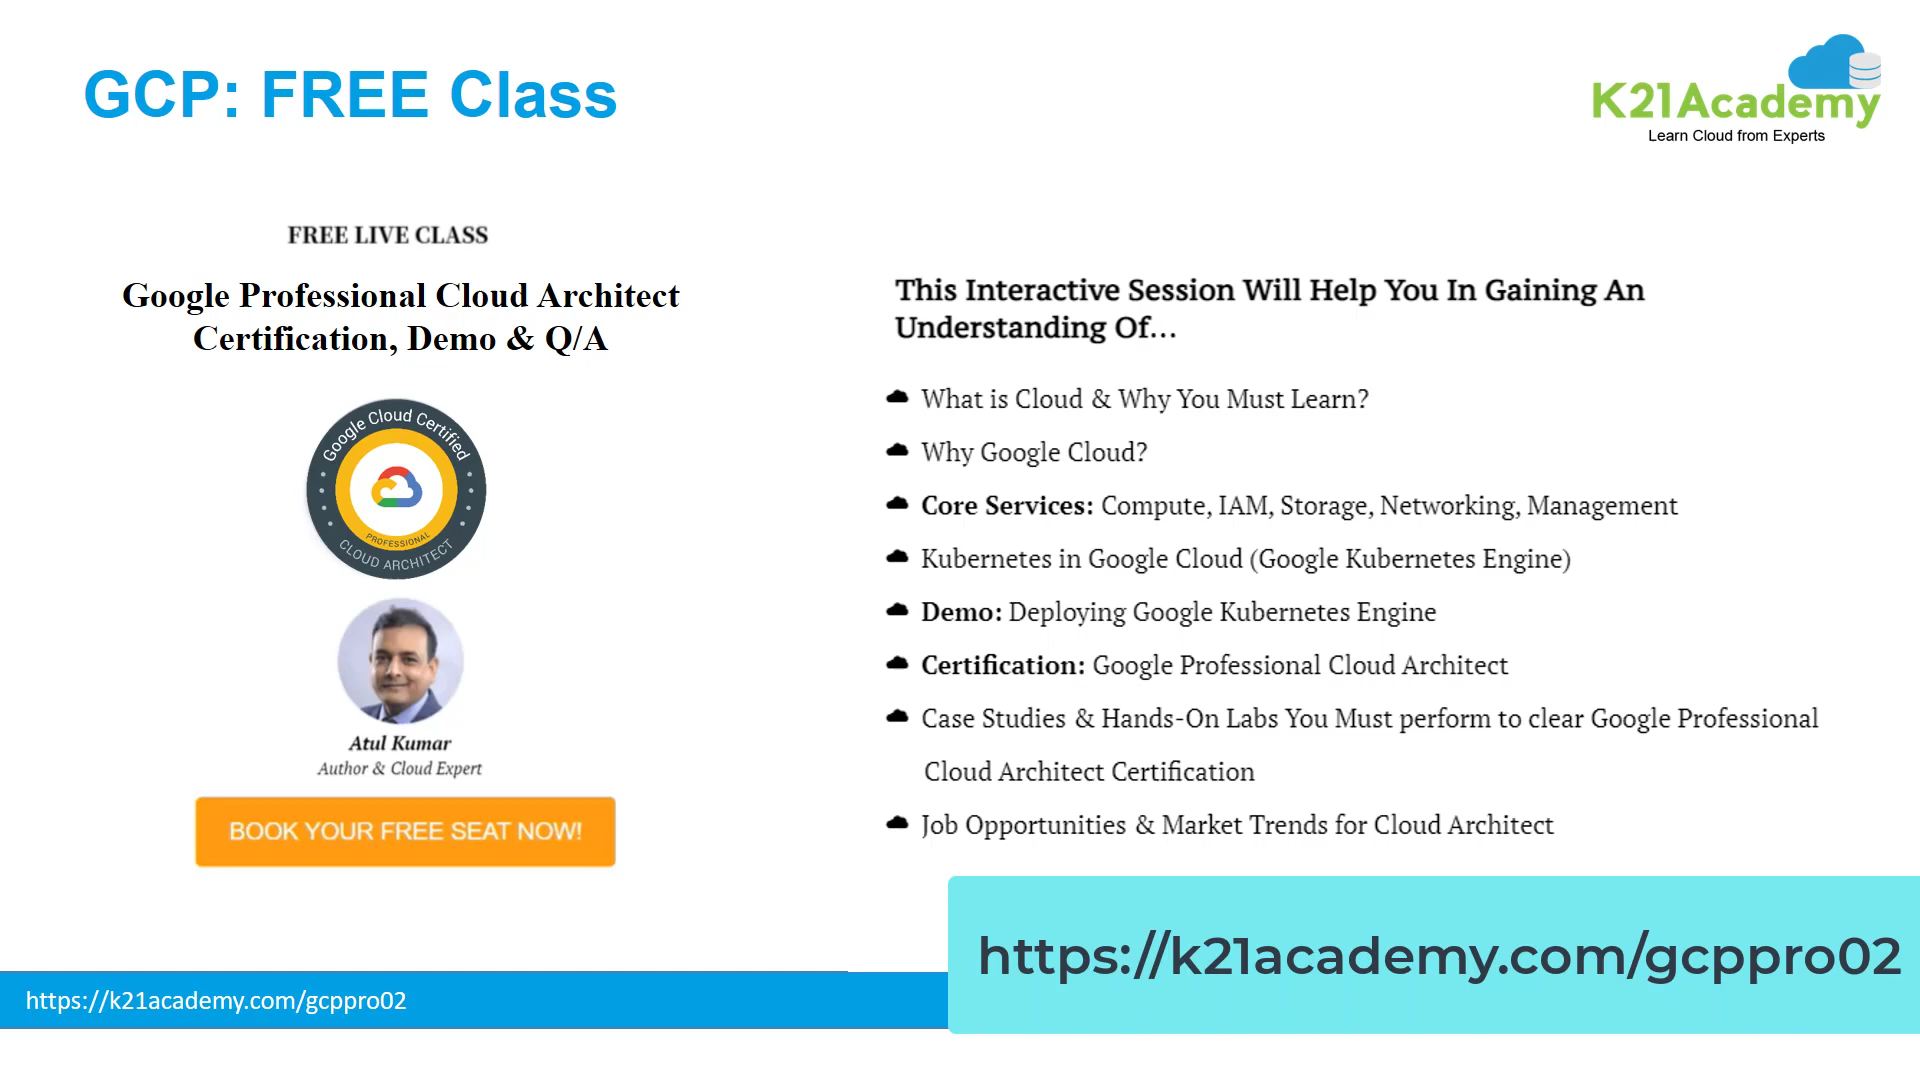 GCP: FREE Class
K21Academy
Learn Cloud from Experts
FREE LIVE CLASS
Google Professional Cloud Architect
Certification, Demo & Q/A
Google Cloud Certified
PROFESSIONAL
CLOUD ARCHITECT
Atul Kumar
Author & Cloud Expert
BOOK YOUR FREE SEAT NOW!
This Interactive Session Will Help You In Gaining An
Understanding Of...
What is Cloud & Why You Must Learn?
Why Google Cloud?
Core Services: Compute, IAM, Storage, Networking, Management
Kubernetes in Google Cloud (Google Kubernetes Engine)
Demo: Deploying Google Kubernetes Engine
Certification: Google Professional Cloud Architect
Case Studies & Hands-On Labs You Must perform to clear Google Professional
Cloud Architect Certification
Job Opportunities & Market Trends for Cloud Architect
https://k21academy.com/gcppro02
https://k21academy.com/gcppro02